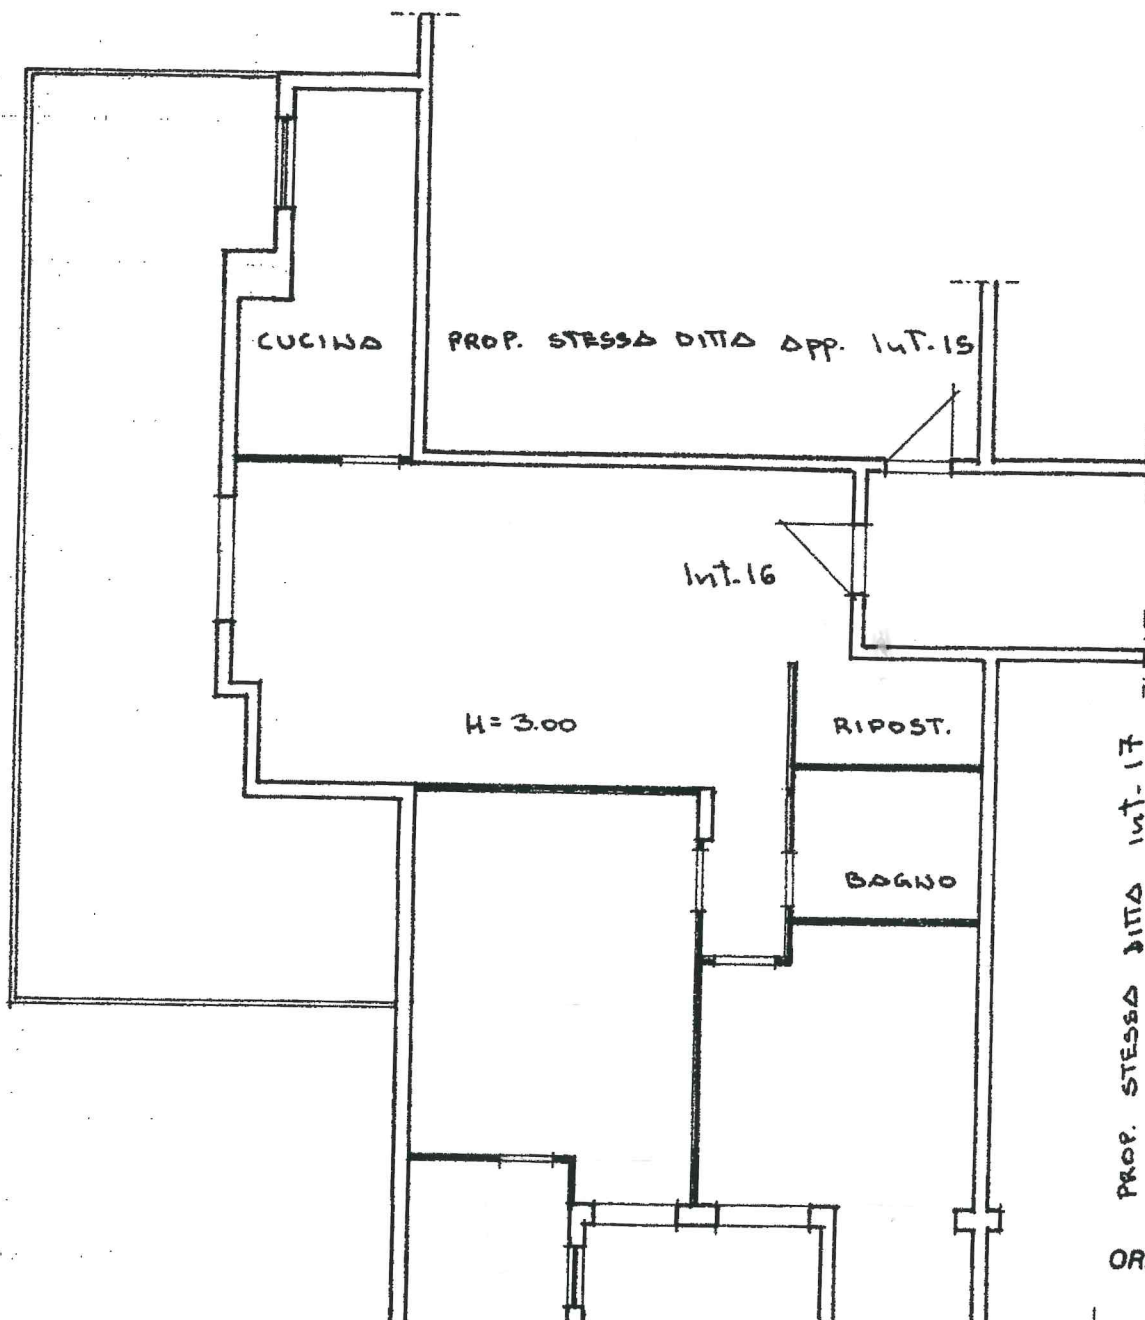 CUCINA
PROP. STESSA DITTA APP. INT. 15
INT. 16
H= 3.00
RIPOST.
BAGNO
PROP. STESSA DITTA INT. 17
OR